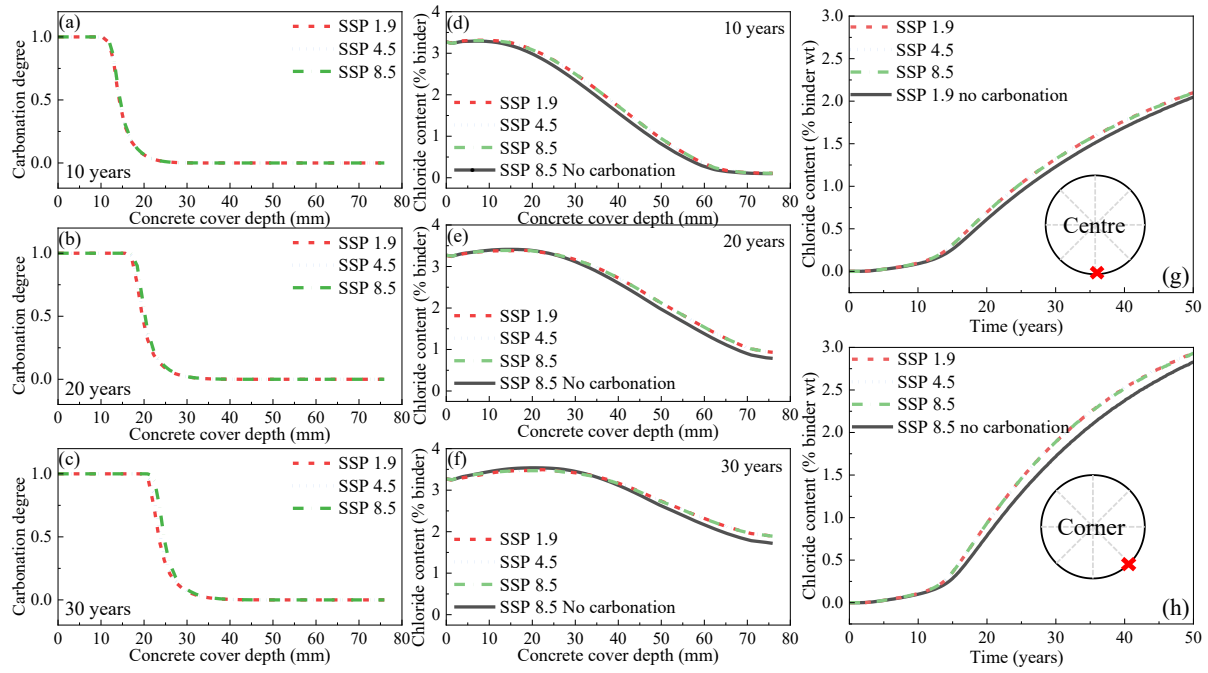 (a)
Carbonation degree
1.0
0.5
0.0
SSP 1.9
SSP 4.5
SSP 8.5
10 years
0 10 20 30 40 50 60 70 80
Concrete cover depth (mm)
(b)
Carbonation degree
1.0
0.5
0.0
SSP 1.9
SSP 4.5
SSP 8.5
20 years
0 10 20 30 40 50 60 70 80
Concrete cover depth (mm)
(c)
Carbonation degree
1.0
0.5
0.0
SSP 1.9
SSP 4.5
SSP 8.5
30 years
0 10 20 30 40 50 60 70 80
Concrete cover depth (mm)
(d)
10 years
Chloride content (% binder)
4
3
2
1
0
SSP 1.9
SSP 4.5
SSP 8.5
SSP 8.5 No carbonation
0 10 20 30 40 50 60 70 80
Concrete cover depth (mm)
(e)
20 years
Chloride content (% binder)
4
3
2
1
0
SSP 1.9
SSP 4.5
SSP 8.5
SSP 8.5 No carbonation
0 10 20 30 40 50 60 70 80
Concrete cover depth (mm)
(f)
30 years
Chloride content (% binder)
4
3
2
1
0
SSP 1.9
SSP 4.5
SSP 8.5
SSP 8.5 No carbonation
0 10 20 30 40 50 60 70 80
Concrete cover depth (mm)
Chloride content (% binder wt)
3.0
2.5
2.0
1.5
1.0
0.5
0.0
SSP 1.9
SSP 4.5
SSP 8.5
SSP 1.9 no carbonation
Centre
(g)
0 10 20 30 40 50
Time (years)
Chloride content (% binder wt)
3.0
2.5
2.0
1.5
1.0
0.5
0.0
SSP 1.9
SSP 4.5
SSP 8.5
SSP 8.5 no carbonation
Corner
(h)
0 10 20 30 40 50
Time (years)